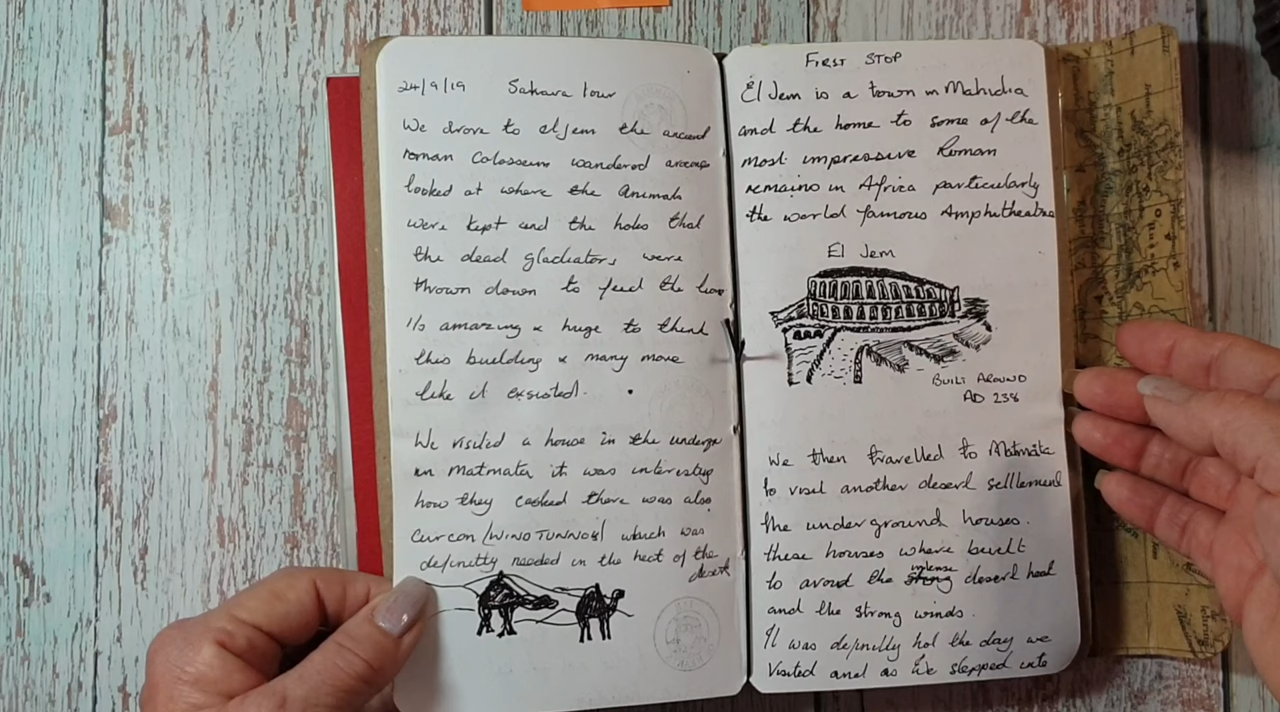 24/9/19 Sahara Tour
We drove to el Jem the ancient
roman Colosseum wandered around
looked at where the Animals
were kept and the holes that
the dead gladiators were
thrown down to feed the
its amazing & huge to think
this building & many more
like it exsisted.
We visited a house in the
in matmata it was interesting
how they cooked there was also
curcon (WIND TUNNOL) which was
definetly needed in the heat of the
desert
FIRST STOP
El Jem is a town in Mahidia
and the home to some of the
most impressive Roman
remains in Africa particularly
the world famous Amphitheatre
El Jem
BUILT AROUND
AD 238
We then travelled to Matmata
to visit another desert settlement
the underground houses.
these houses where built
to avoid the intense desert heat
and the strong winds.
It was definitly hot the day we
visited and as we stepped into